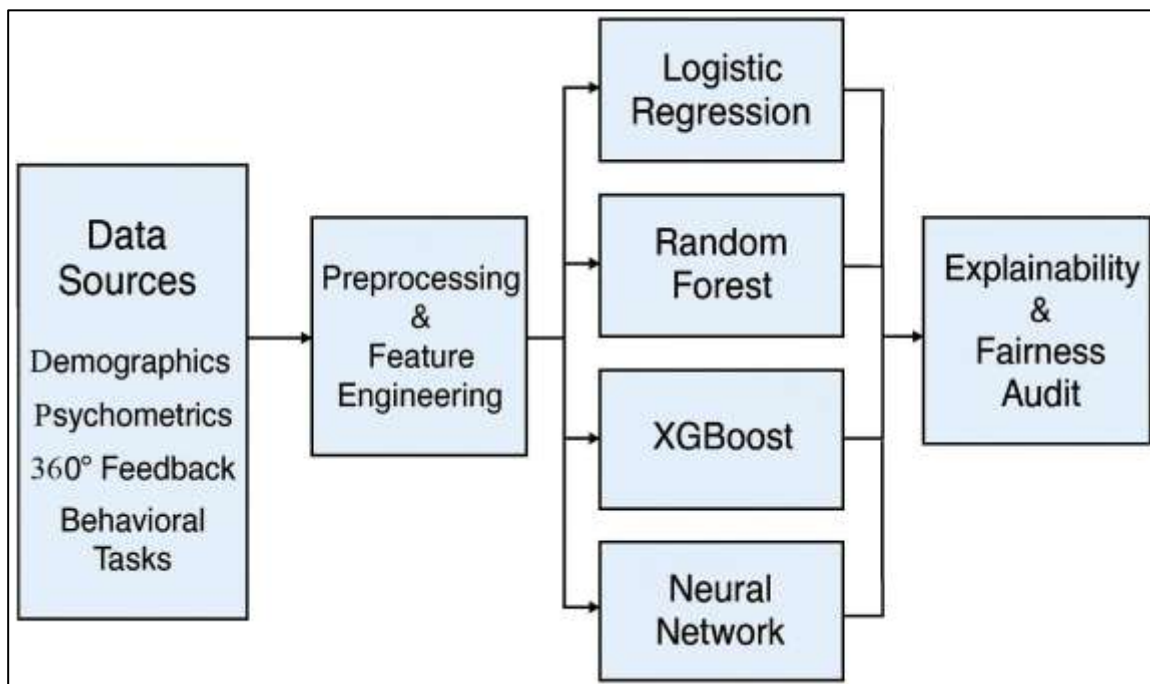 Data
Sources
Demographics
Psychometrics
360° Feedback
Behavioral
Tasks
Preprocessing
&
Feature
Engineering
Logistic
Regression
Random
Forest
XGBoost
Neural
Network
Explainability
&
Fairness
Audit